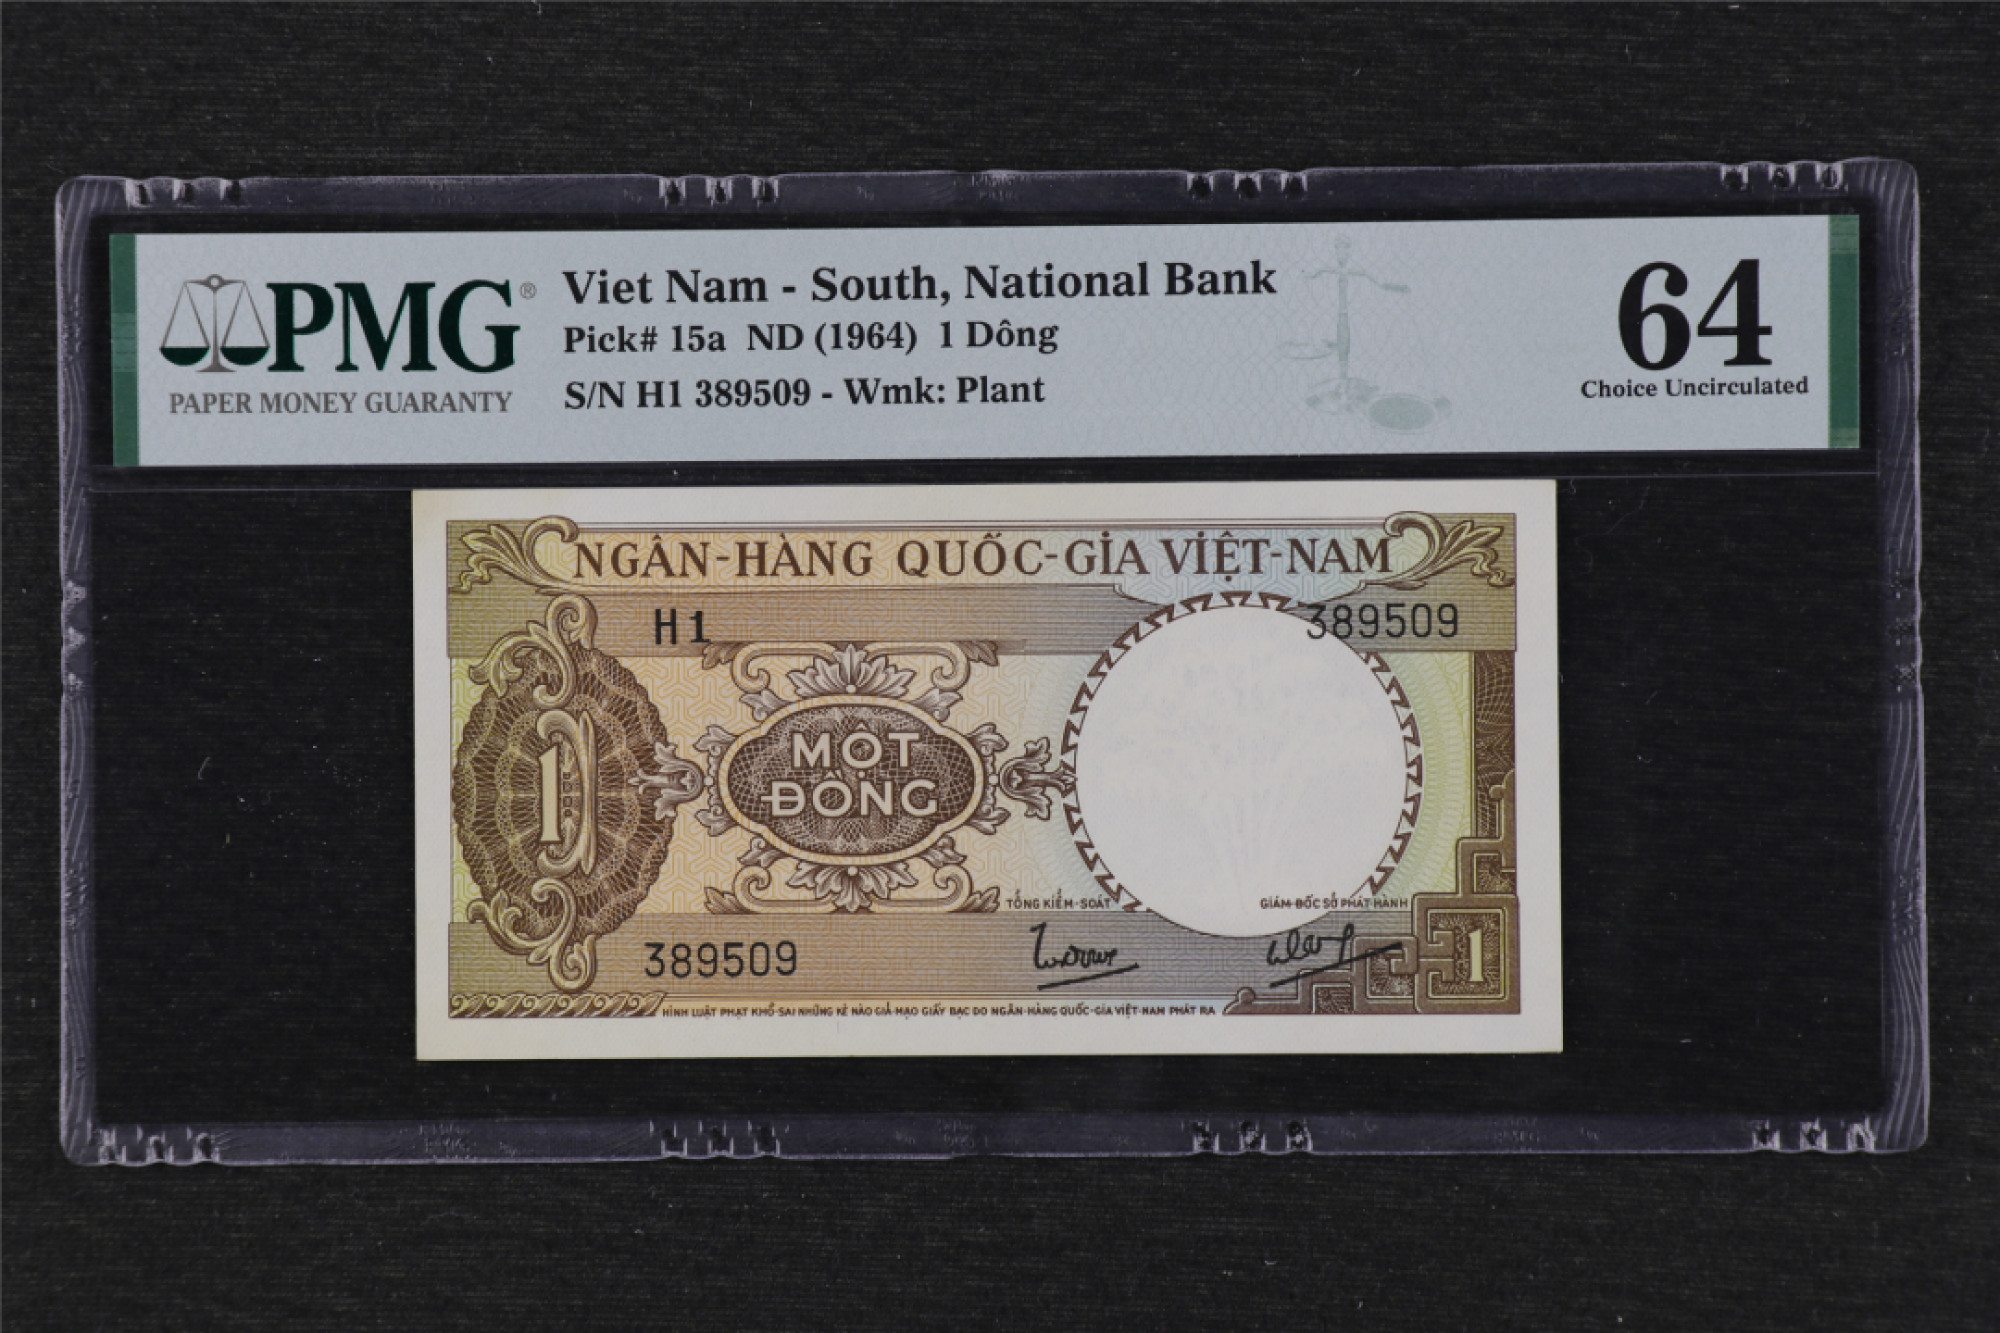 PMG®
PAPER MONEY GUARANTY
Viet Nam - South, National Bank
Pick# 15a ND (1964) 1 Dông
S/N H1 389509 - Wmk: Plant
64
Choice Uncirculated
NGÂN-HÀNG QUỐC-GIA VIỆT-NAM
H1 389509
1
MỘT
ĐỒNG
TỔNG KIỂM-SOÁT GIÁM-ĐỐC SỞ PHÁT-HÀNH
389509
1
HÌNH LUẬT PHẠT KHỔ-SAI NHỮNG KẺ NÀO GIẢ-MẠO GIẤY BẠC DO NGÂN-HÀNG QUỐC-GIA VIỆT-NAM PHÁT RA